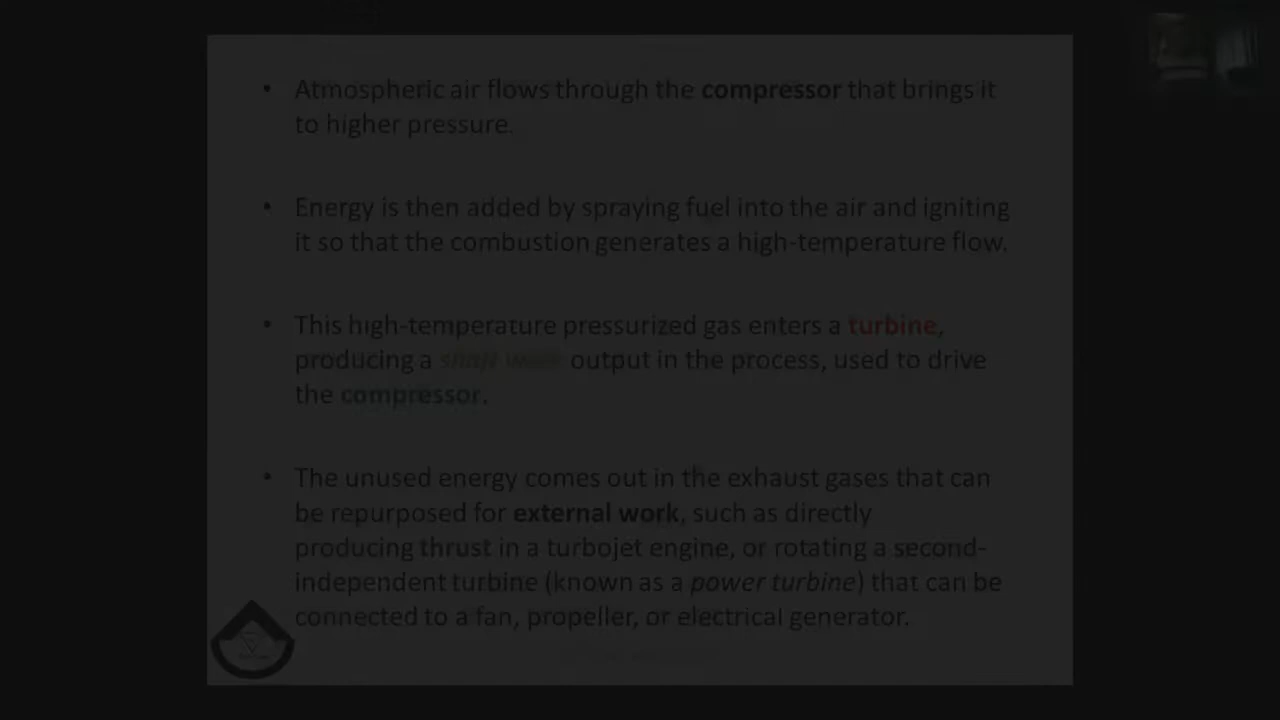 • Atmospheric air flows through the compressor that brings it
to higher pressure.
• Energy is then added by spraying fuel into the air and igniting
it so that the combustion generates a high-temperature flow.
• This high-temperature pressurized gas enters a turbine,
producing a shaft work output in the process, used to drive
the compressor.
• The unused energy comes out in the exhaust gases that can
be repurposed for external work, such as directly
producing thrust in a turbojet engine, or rotating a second-
independent turbine (known as a power turbine) that can be
connected to a fan, propeller, or electrical generator.